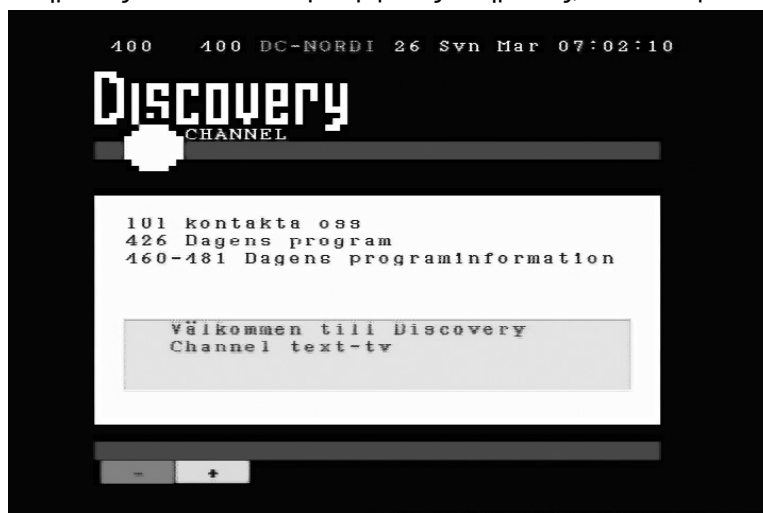 400 400 DC-NORDI 26 Svn Mar 07:02:10
Discovery
CHANNEL
101 kontakta oss
426 Dagens program
460-481 Dagens programinformation
Välkommen till Discovery
Channel text-tv
- +